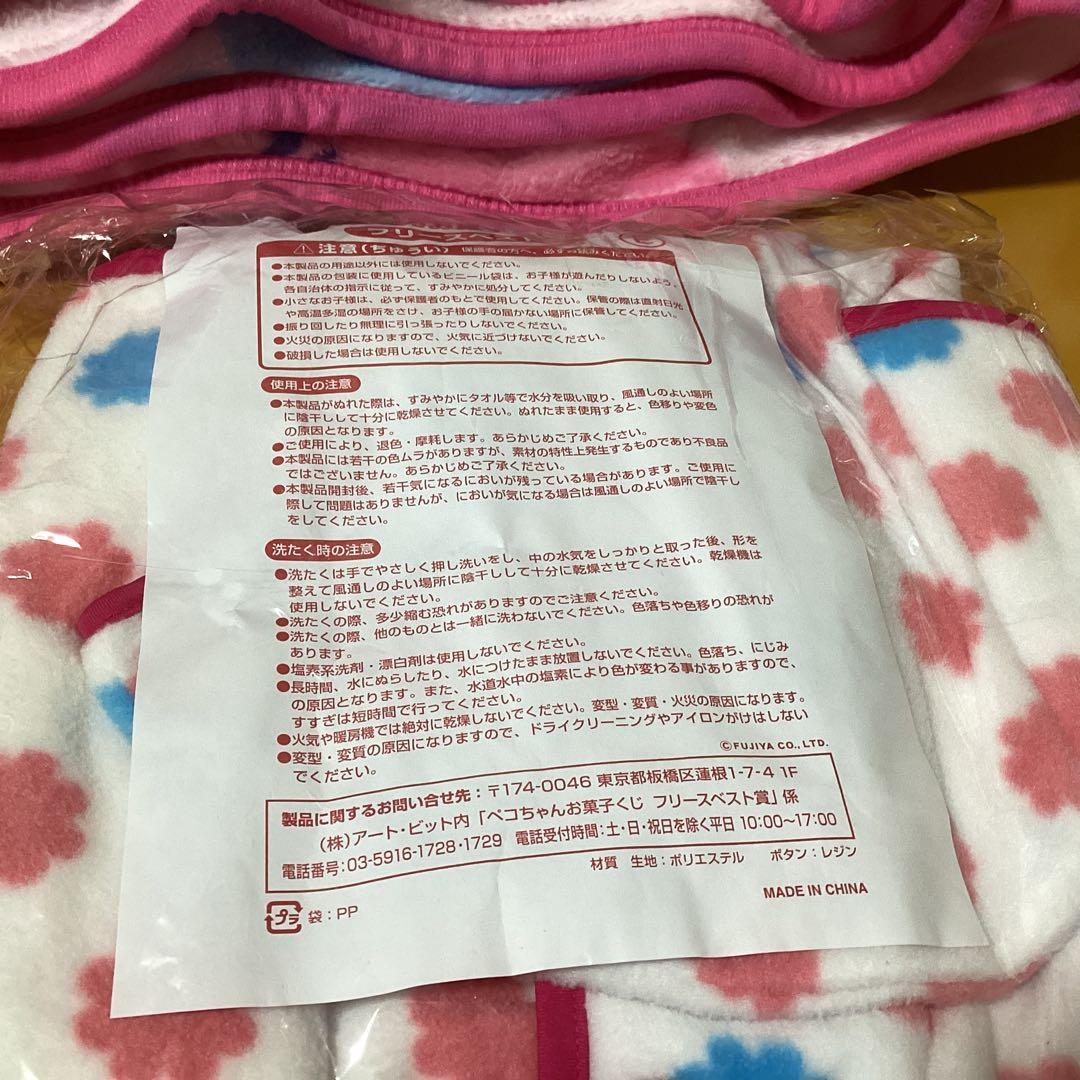 フリースベスト
⚠ 注意(ちゅうい) 保護者の方へ、必ずお読みください。
●本製品の用途以外には使用しないでください。
●本製品の包装に使用しているビニール袋は、お子様が遊んだりしないよう、
各自治体の指示に従って、すみやかに処分してください。
●小さなお子様は、必ず保護者のもとで使用してください。保管の際は直射日光
や高温多湿の場所をさけ、お子様の手の届かない場所に保管してください。
●振り回したり無理に引っ張ったりしないでください。
●火災の原因になりますので、火気に近づけないでください。
●破損した場合は使用しないでください。
使用上の注意
●本製品がぬれた際は、すみやかにタオル等で水分を吸い取り、風通しのよい場所
に陰干しして十分に乾燥させてください。ぬれたまま使用すると、色移りや変色
の原因となります。
●ご使用により、退色・摩耗します。あらかじめご了承ください。
●本製品には若干の色ムラがありますが、素材の特性上発生するものであり不良品
ではございません。あらかじめご了承ください。
●本製品開封後、若干気になるにおいが残っている場合があります。ご使用に
際して問題はありませんが、においが気になる場合は風通しのよい場所で陰干し
をしてください。
洗たく時の注意
●洗たくは手でやさしく押し洗いをし、中の水気をしっかりと取った後、形を
整えて風通しのよい場所に陰干しして十分に乾燥させてください。乾燥機は
使用しないでください。
●洗たくの際、多少縮む恐れがありますのでご注意ください。
●洗たくの際、他のものとは一緒に洗わないでください。色落ちや色移りの恐れが
あります。
●塩素系洗剤・漂白剤は使用しないでください。
●長時間、水にぬらしたり、水につけたまま放置しないでください。色落ち、にじみ
の原因となります。また、水道水中の塩素により色が変わる事がありますので、
すすぎは短時間で行ってください。
●火気や暖房機では絶対に乾燥しないでください。変型・変質・火災の原因になります。
●変型・変質の原因になりますので、ドライクリーニングやアイロンがけはしない
でください。
©FUJIYA CO., LTD.
製品に関するお問い合せ先：〒174-0046 東京都板橋区蓮根1-7-4 1F
(株)アート・ビット内「ペコちゃんお菓子くじ フリースベスト賞」係
電話番号：03-5916-1728・1729 電話受付時間：土・日・祝日を除く平日 10:00〜17:00
材質 生地：ポリエステル ボタン：レジン
MADE IN CHINA
プラ 袋：PP